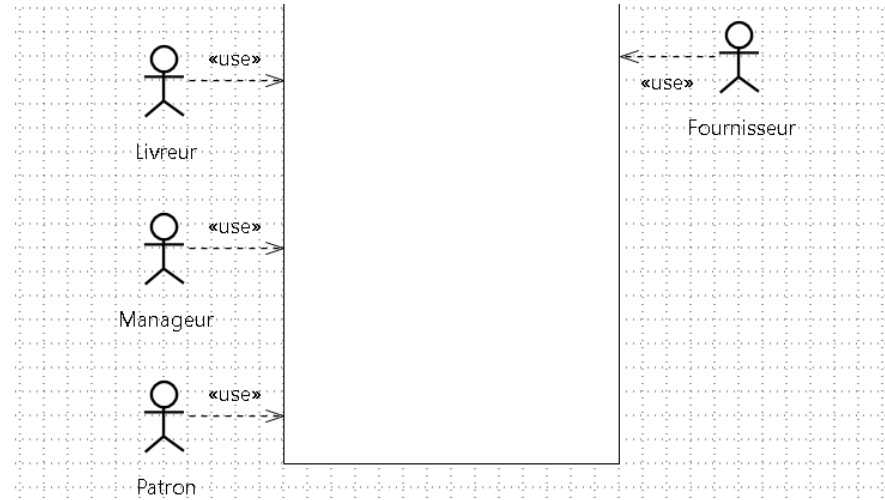 «use»
Livreur
«use»
Manageur
«use»
Patron
«use»
Fournisseur